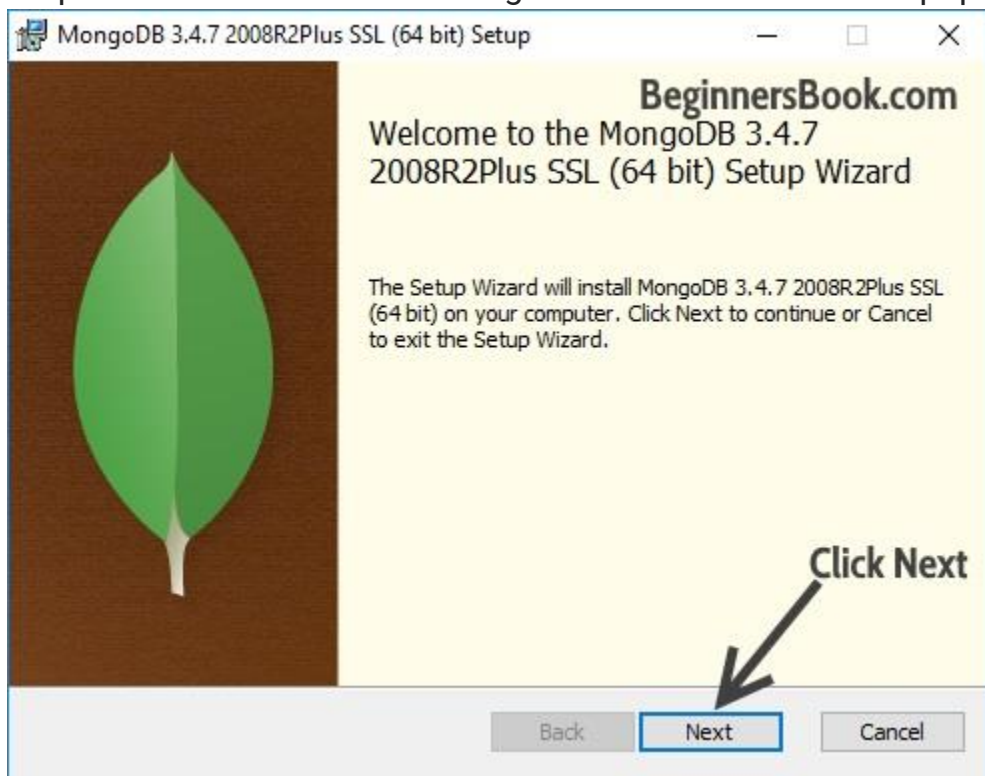 MongoDB 3.4.7 2008R2Plus SSL (64 bit) Setup
BeginnersBook.com
Welcome to the MongoDB 3.4.7
2008R2Plus SSL (64 bit) Setup Wizard
The Setup Wizard will install MongoDB 3.4.7 2008R2Plus SSL
(64 bit) on your computer. Click Next to continue or Cancel
to exit the Setup Wizard.
Click Next
Back
Next
Cancel